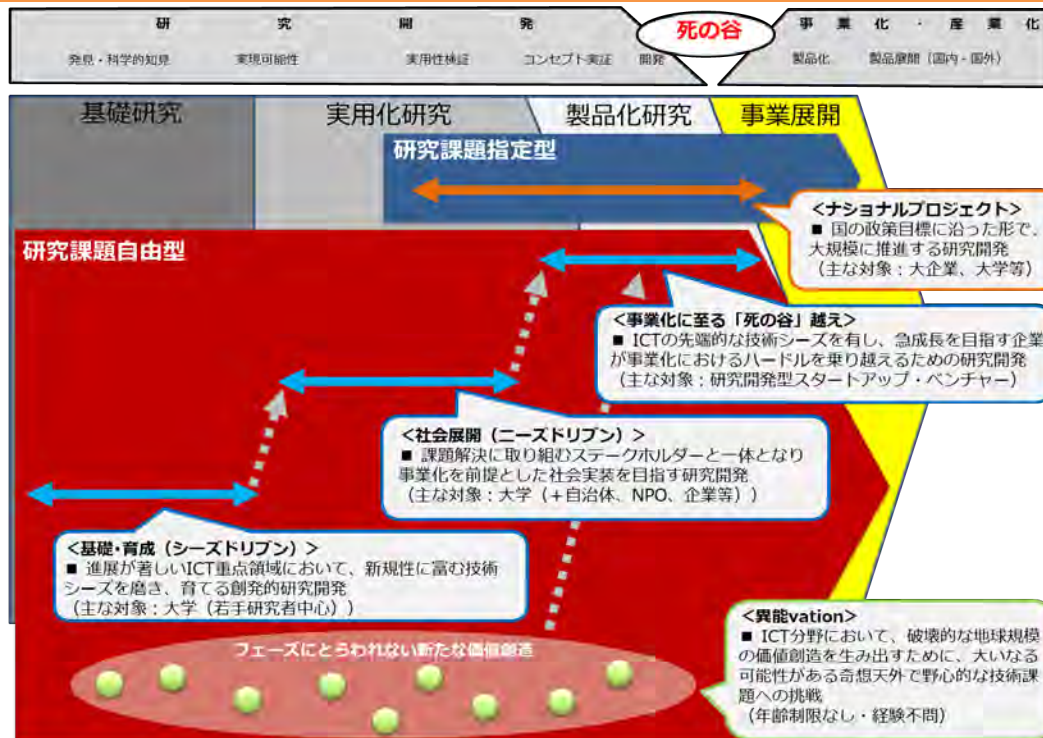 研究開発
死の谷
事業化・産業化
発見・科学的知見
実現可能性
実用性検証
コンセプト実証
開発
製品化
製品展開（国内・国外）
基礎研究
実用化研究
製品化研究
事業展開
研究課題指定型
＜ナショナルプロジェクト＞
■ 国の政策目標に沿った形で、
大規模に推進する研究開発
（主な対象：大企業、大学等）
研究課題自由型
＜事業化に至る「死の谷」越え＞
■ ICTの先端的な技術シーズを有し、急成長を目指す企業
が事業化におけるハードルを乗り越えるための研究開発
（主な対象：研究開発型スタートアップ・ベンチャー）
＜社会展開（ニーズドリブン）＞
■ 課題解決に取り組むステークホルダーと一体となり
事業化を前提とした社会実装を目指す研究開発
（主な対象：大学（＋自治体、NPO、企業等））
＜基礎・育成（シーズドリブン）＞
■ 進展が著しいICT重点領域において、新規性に富む技術
シーズを磨き、育てる創発的研究開発
（主な対象：大学（若手研究者中心））
フェーズにとらわれない新たな価値創造
＜異能vation＞
■ ICT分野において、破壊的な地球規模
の価値創造を生み出すために、大いなる
可能性がある奇想天外で野心的な技術課
題への挑戦
（年齢制限なし・経験不問）